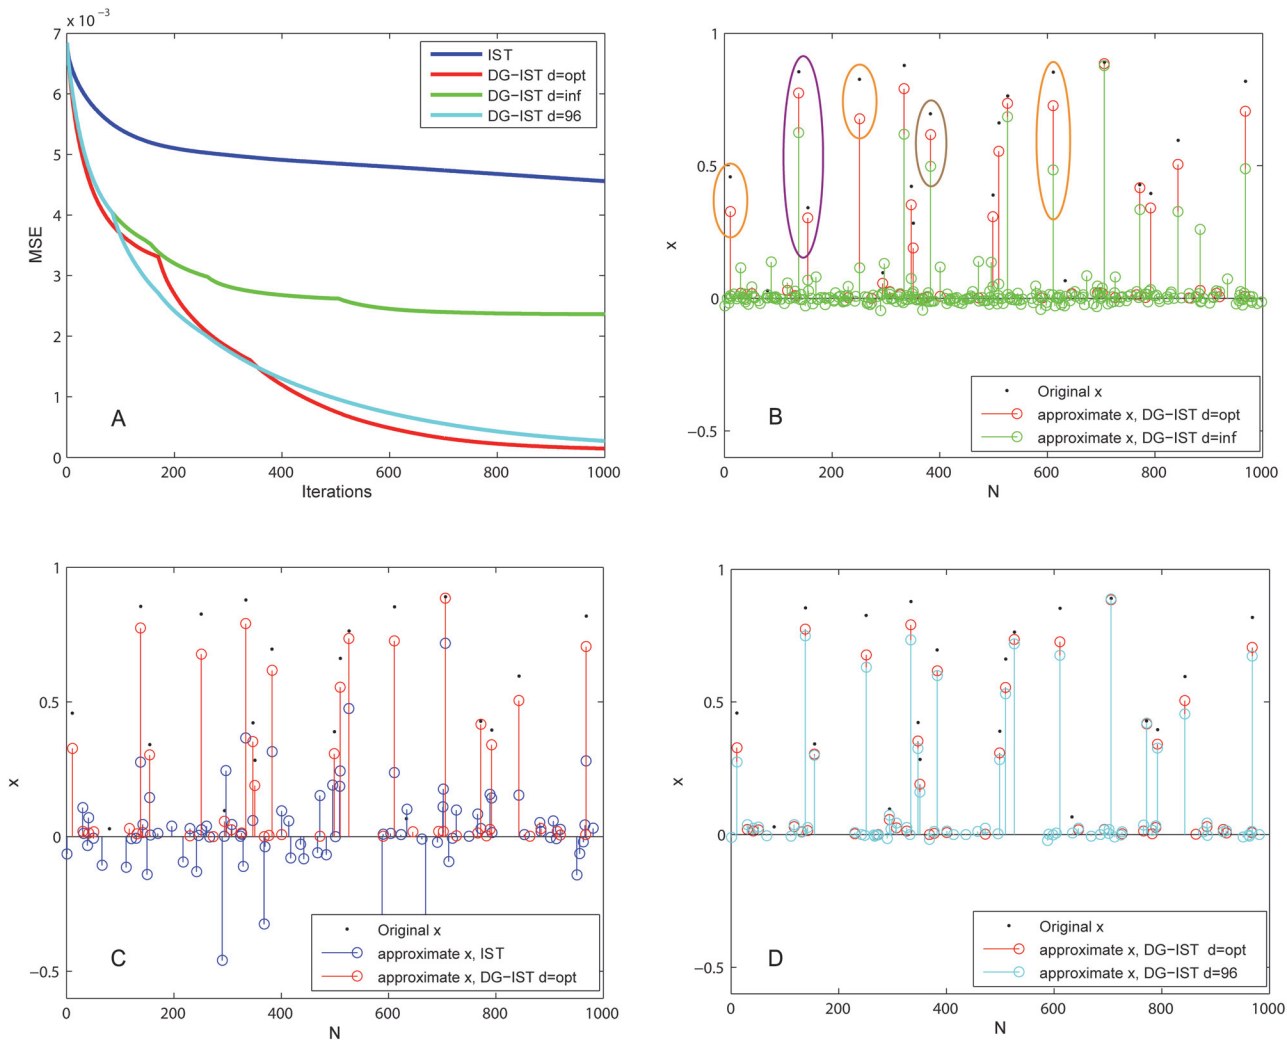 x 10 −3
7
6
5
4
3
2
1
0
MSE
0 200 400 600 800 1000
Iterations
IST
DG−IST d=opt
DG−IST d=inf
DG−IST d=96
A
1
0.5
0
−0.5
x
0 200 400 600 800 1000
N
B
Original x
approximate x, DG−IST d=opt
approximate x, DG−IST d=inf
1
0.5
0
−0.5
x
0 200 400 600 800 1000
N
C
Original x
approximate x, IST
approximate x, DG−IST d=opt
1
0.5
0
−0.5
x
0 200 400 600 800 1000
N
D
Original x
approximate x, DG−IST d=opt
approximate x, DG−IST d=96